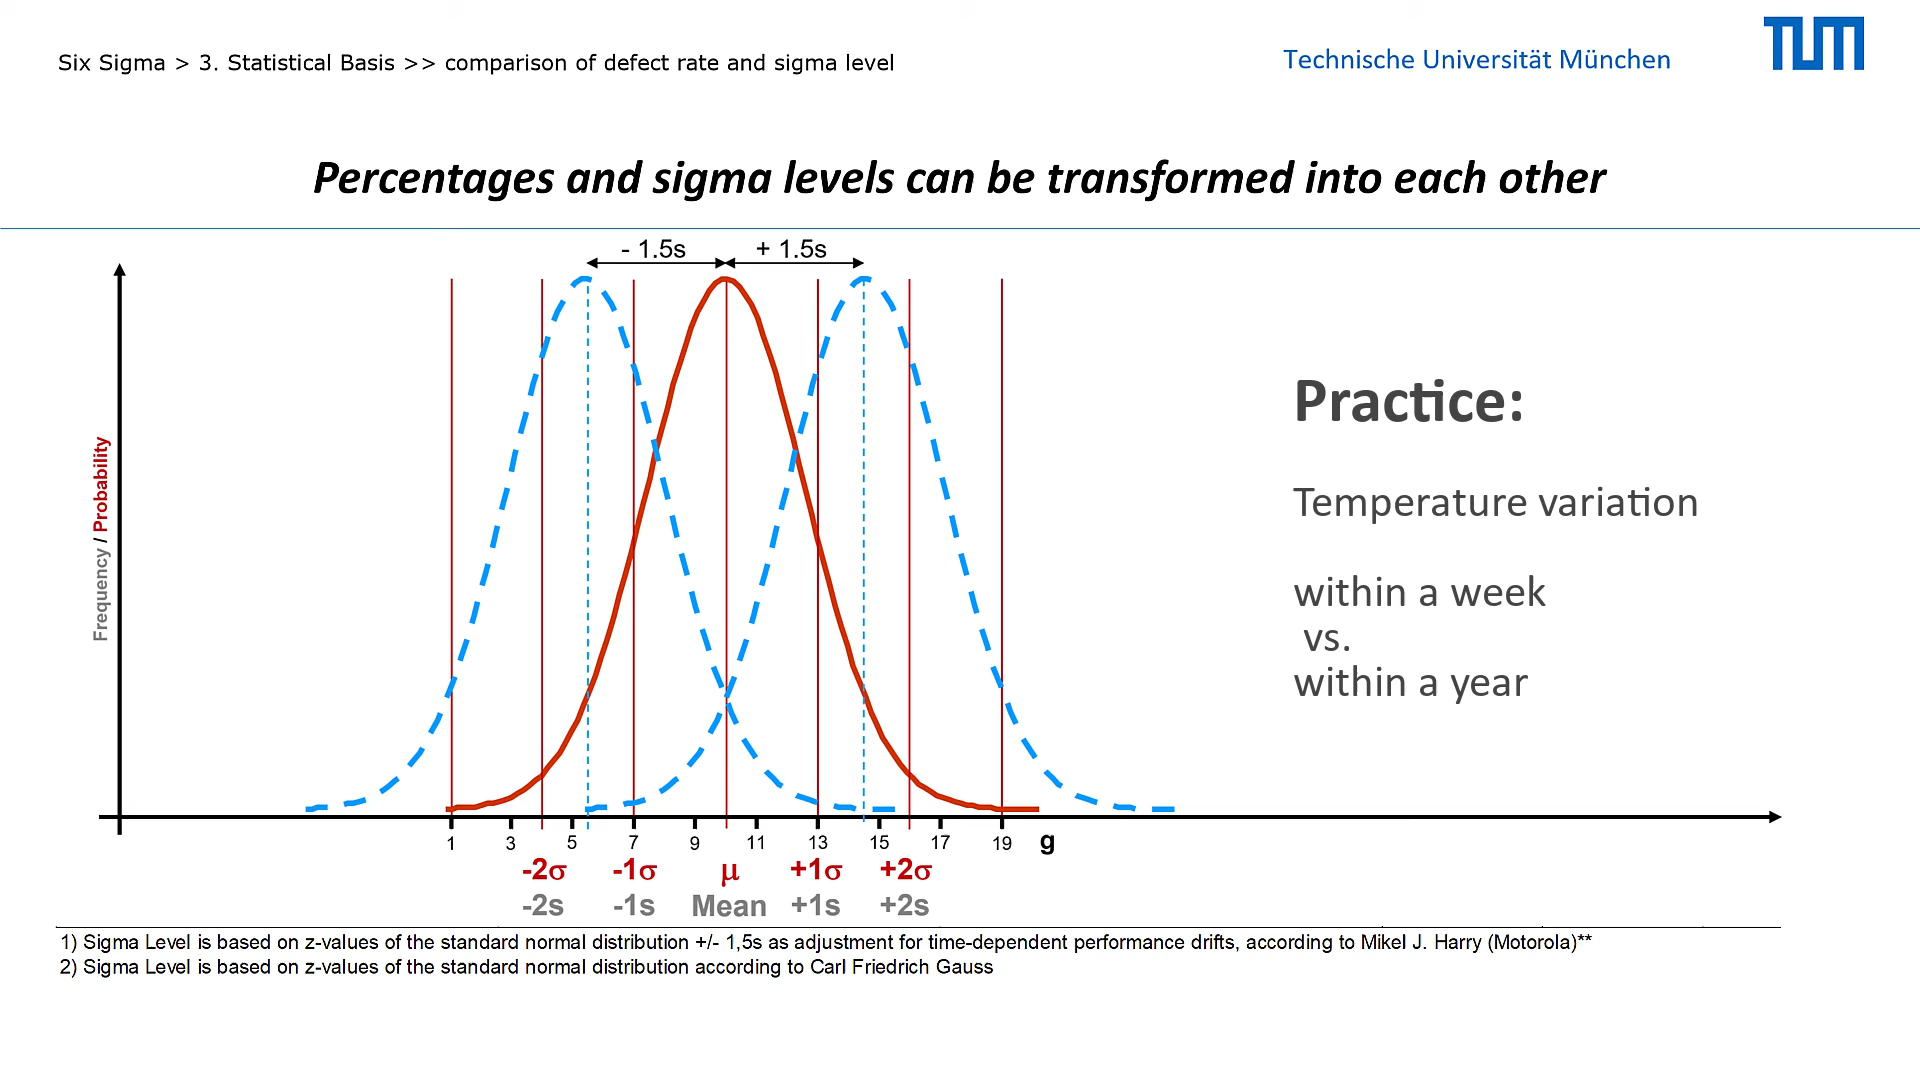 Six Sigma > 3. Statistical Basis >> comparison of defect rate and sigma level
Technische Universität München
TUM
Percentages and sigma levels can be transformed into each other
- 1.5s
+ 1.5s
Frequency / Probability
Practice:
Temperature variation
within a week
vs.
within a year
1 3 5 7 9 11 13 15 17 19 g
-2σ -1σ μ +1σ +2σ
-2s -1s Mean +1s +2s
1) Sigma Level is based on z-values of the standard normal distribution +/- 1,5s as adjustment for time-dependent performance drifts, according to Mikel J. Harry (Motorola)**
2) Sigma Level is based on z-values of the standard normal distribution according to Carl Friedrich Gauss